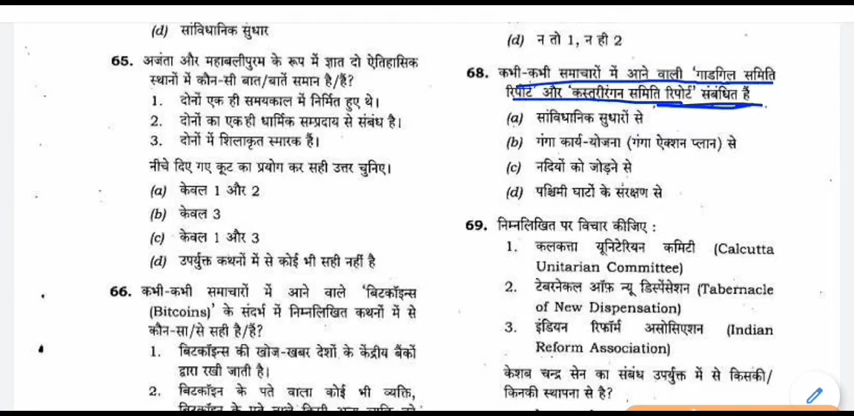 (d) सांविधानिक सुधार
65. अजंता और महाबलीपुरम के रूप में ज्ञात दो ऐतिहासिक
स्थानों में कौन-सी बात/बातें समान है/हैं?
1. दोनों एक ही समयकाल में निर्मित हुए थे।
2. दोनों का एक ही धार्मिक सम्प्रदाय से संबंध है।
3. दोनों में शिलाकृत स्मारक हैं।
नीचे दिए गए कूट का प्रयोग कर सही उत्तर चुनिए।
(a) केवल 1 और 2
(b) केवल 3
(c) केवल 1 और 3
(d) उपर्युक्त कथनों में से कोई भी सही नहीं है
66. कभी-कभी समाचारों में आने वाले 'बिटकॉइन्स
(Bitcoins)' के संदर्भ में निम्नलिखित कथनों में से
कौन-सा/से सही है/हैं?
1. बिटकॉइन्स की खोज-खबर देशों के केंद्रीय बैंकों
द्वारा रखी जाती है।
2. बिटकॉइन के पते वाला कोई भी व्यक्ति,
(d) न तो 1, न ही 2
68. कभी-कभी समाचारों में आने वाली 'गाडगिल समिति
रिपोर्ट' और 'कस्तूरीरंगन समिति रिपोर्ट' संबंधित हैं
(a) सांविधानिक सुधारों से
(b) गंगा कार्य-योजना (गंगा ऐक्शन प्लान) से
(c) नदियों को जोड़ने से
(d) पश्चिमी घाटों के संरक्षण से
69. निम्नलिखित पर विचार कीजिए :
1. कलकत्ता यूनिटेरियन कमिटी (Calcutta
Unitarian Committee)
2. टेबरनेकल ऑफ़ न्यू डिस्पेंसेशन (Tabernacle
of New Dispensation)
3. इंडियन रिफॉर्म असोसिएशन (Indian
Reform Association)
केशब चन्द्र सेन का संबंध उपर्युक्त में से किसकी/
किनकी स्थापना से है?